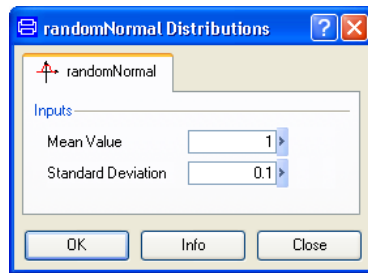 randomNormal Distributions
randomNormal
Inputs
Mean Value 1
Standard Deviation 0.1
OK Info Close